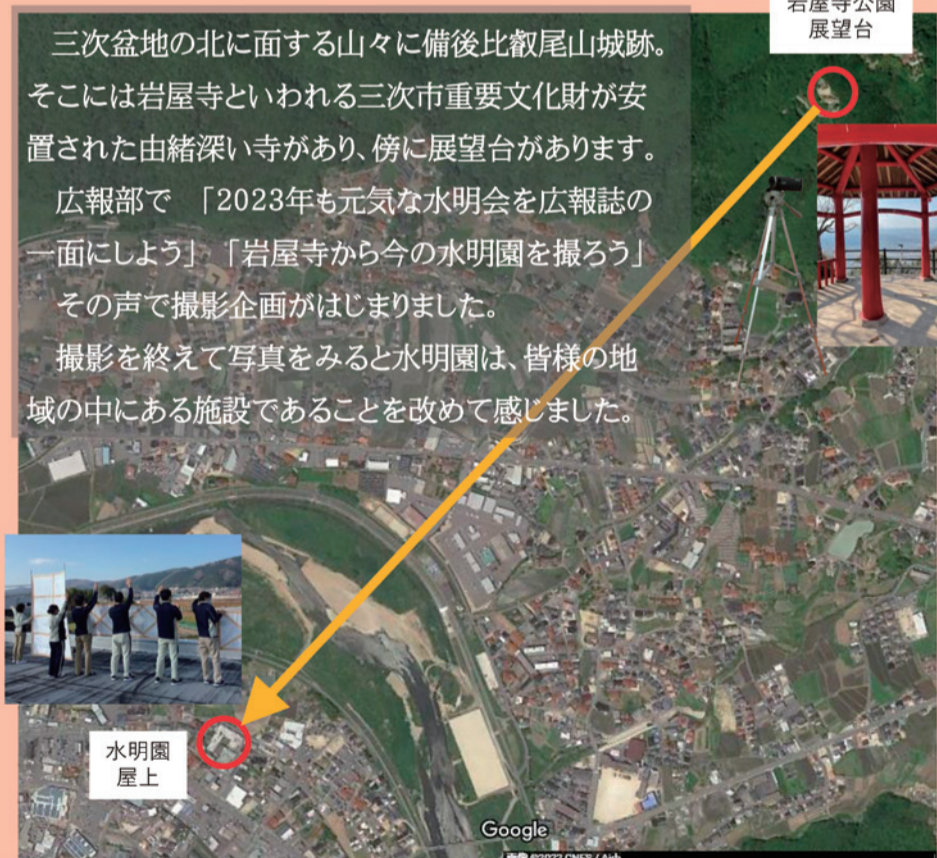 岩屋寺公園
展望台
三次盆地の北に面する山々に備後比叡尾山城跡。
そこには岩屋寺といわれる三次市重要文化財が安
置された由緒深い寺があり、傍に展望台があります。
広報部で 「2023年も元気な水明会を広報誌の
一面にしよう」「岩屋寺から今の水明園を撮ろう」
その声で撮影企画がはじまりました。
撮影を終えて写真をみると水明園は、皆様の地
域の中にある施設であることを改めて感じました。
水明園
屋上
Google